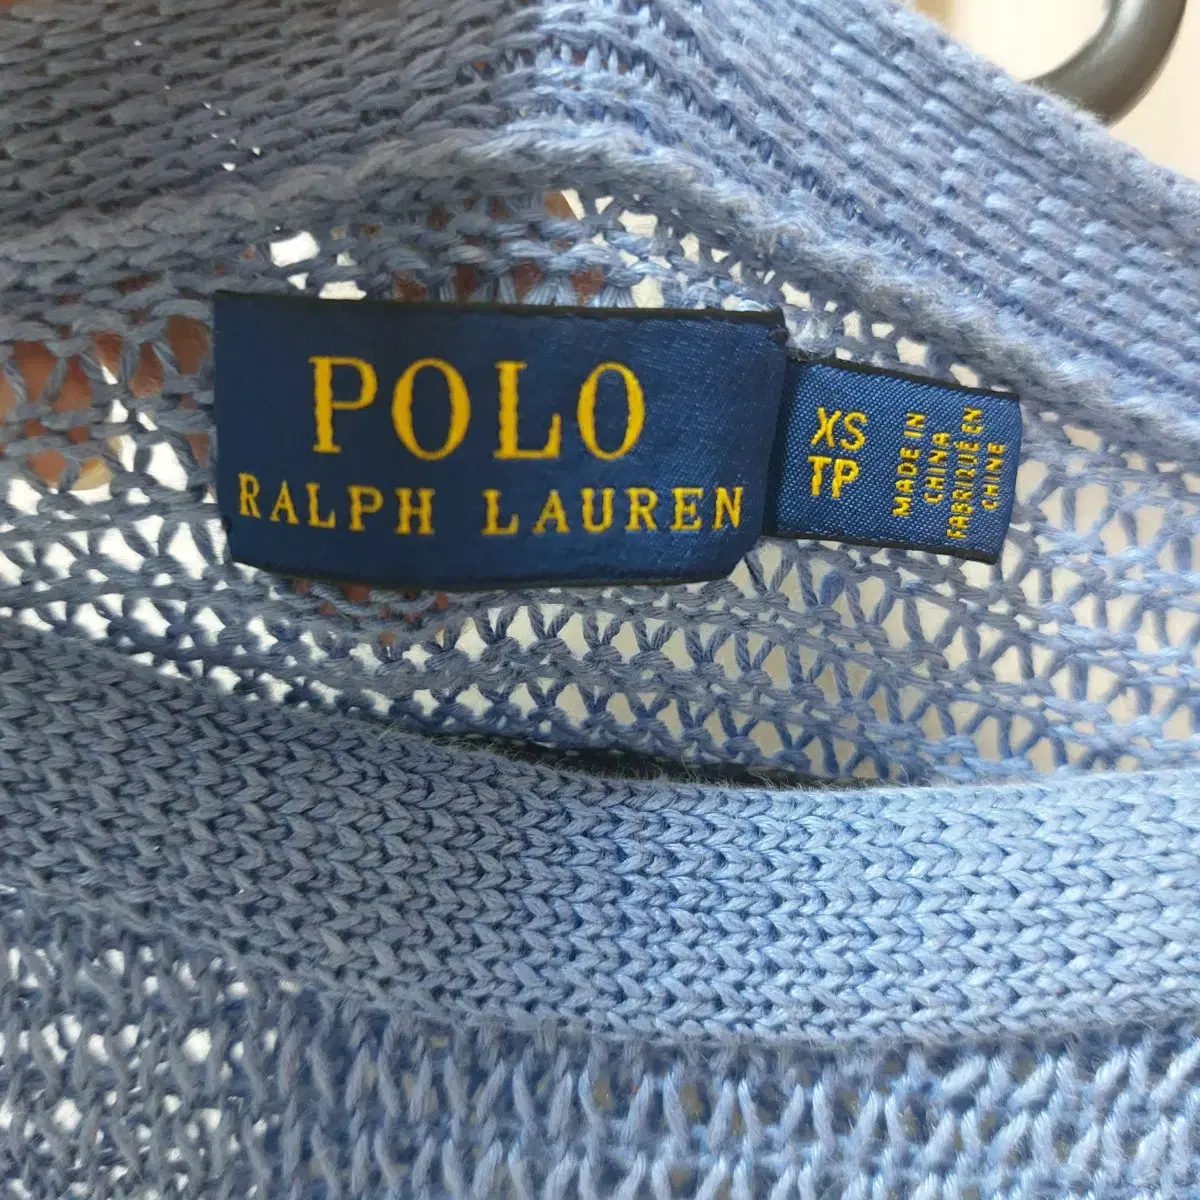 POLO
RALPH LAUREN
XS
TP
MADE IN
CHINA
FABRIQUÉ EN
CHINE